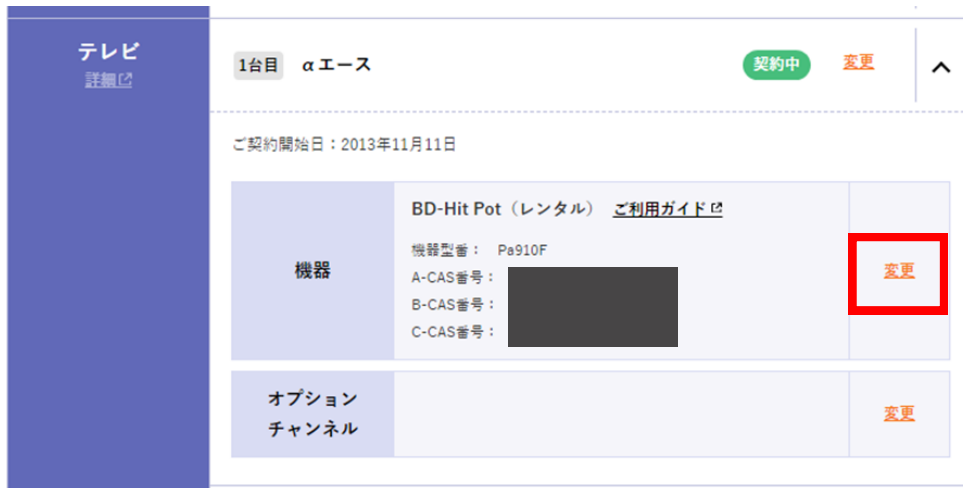 テレビ
詳細
1台目 αエース 契約中 変更
ご契約開始日：2013年11月11日
機器
BD-Hit Pot（レンタル） ご利用ガイド
機器型番： Pa910F
A-CAS番号：
B-CAS番号：
C-CAS番号：
変更
オプション
チャンネル
変更